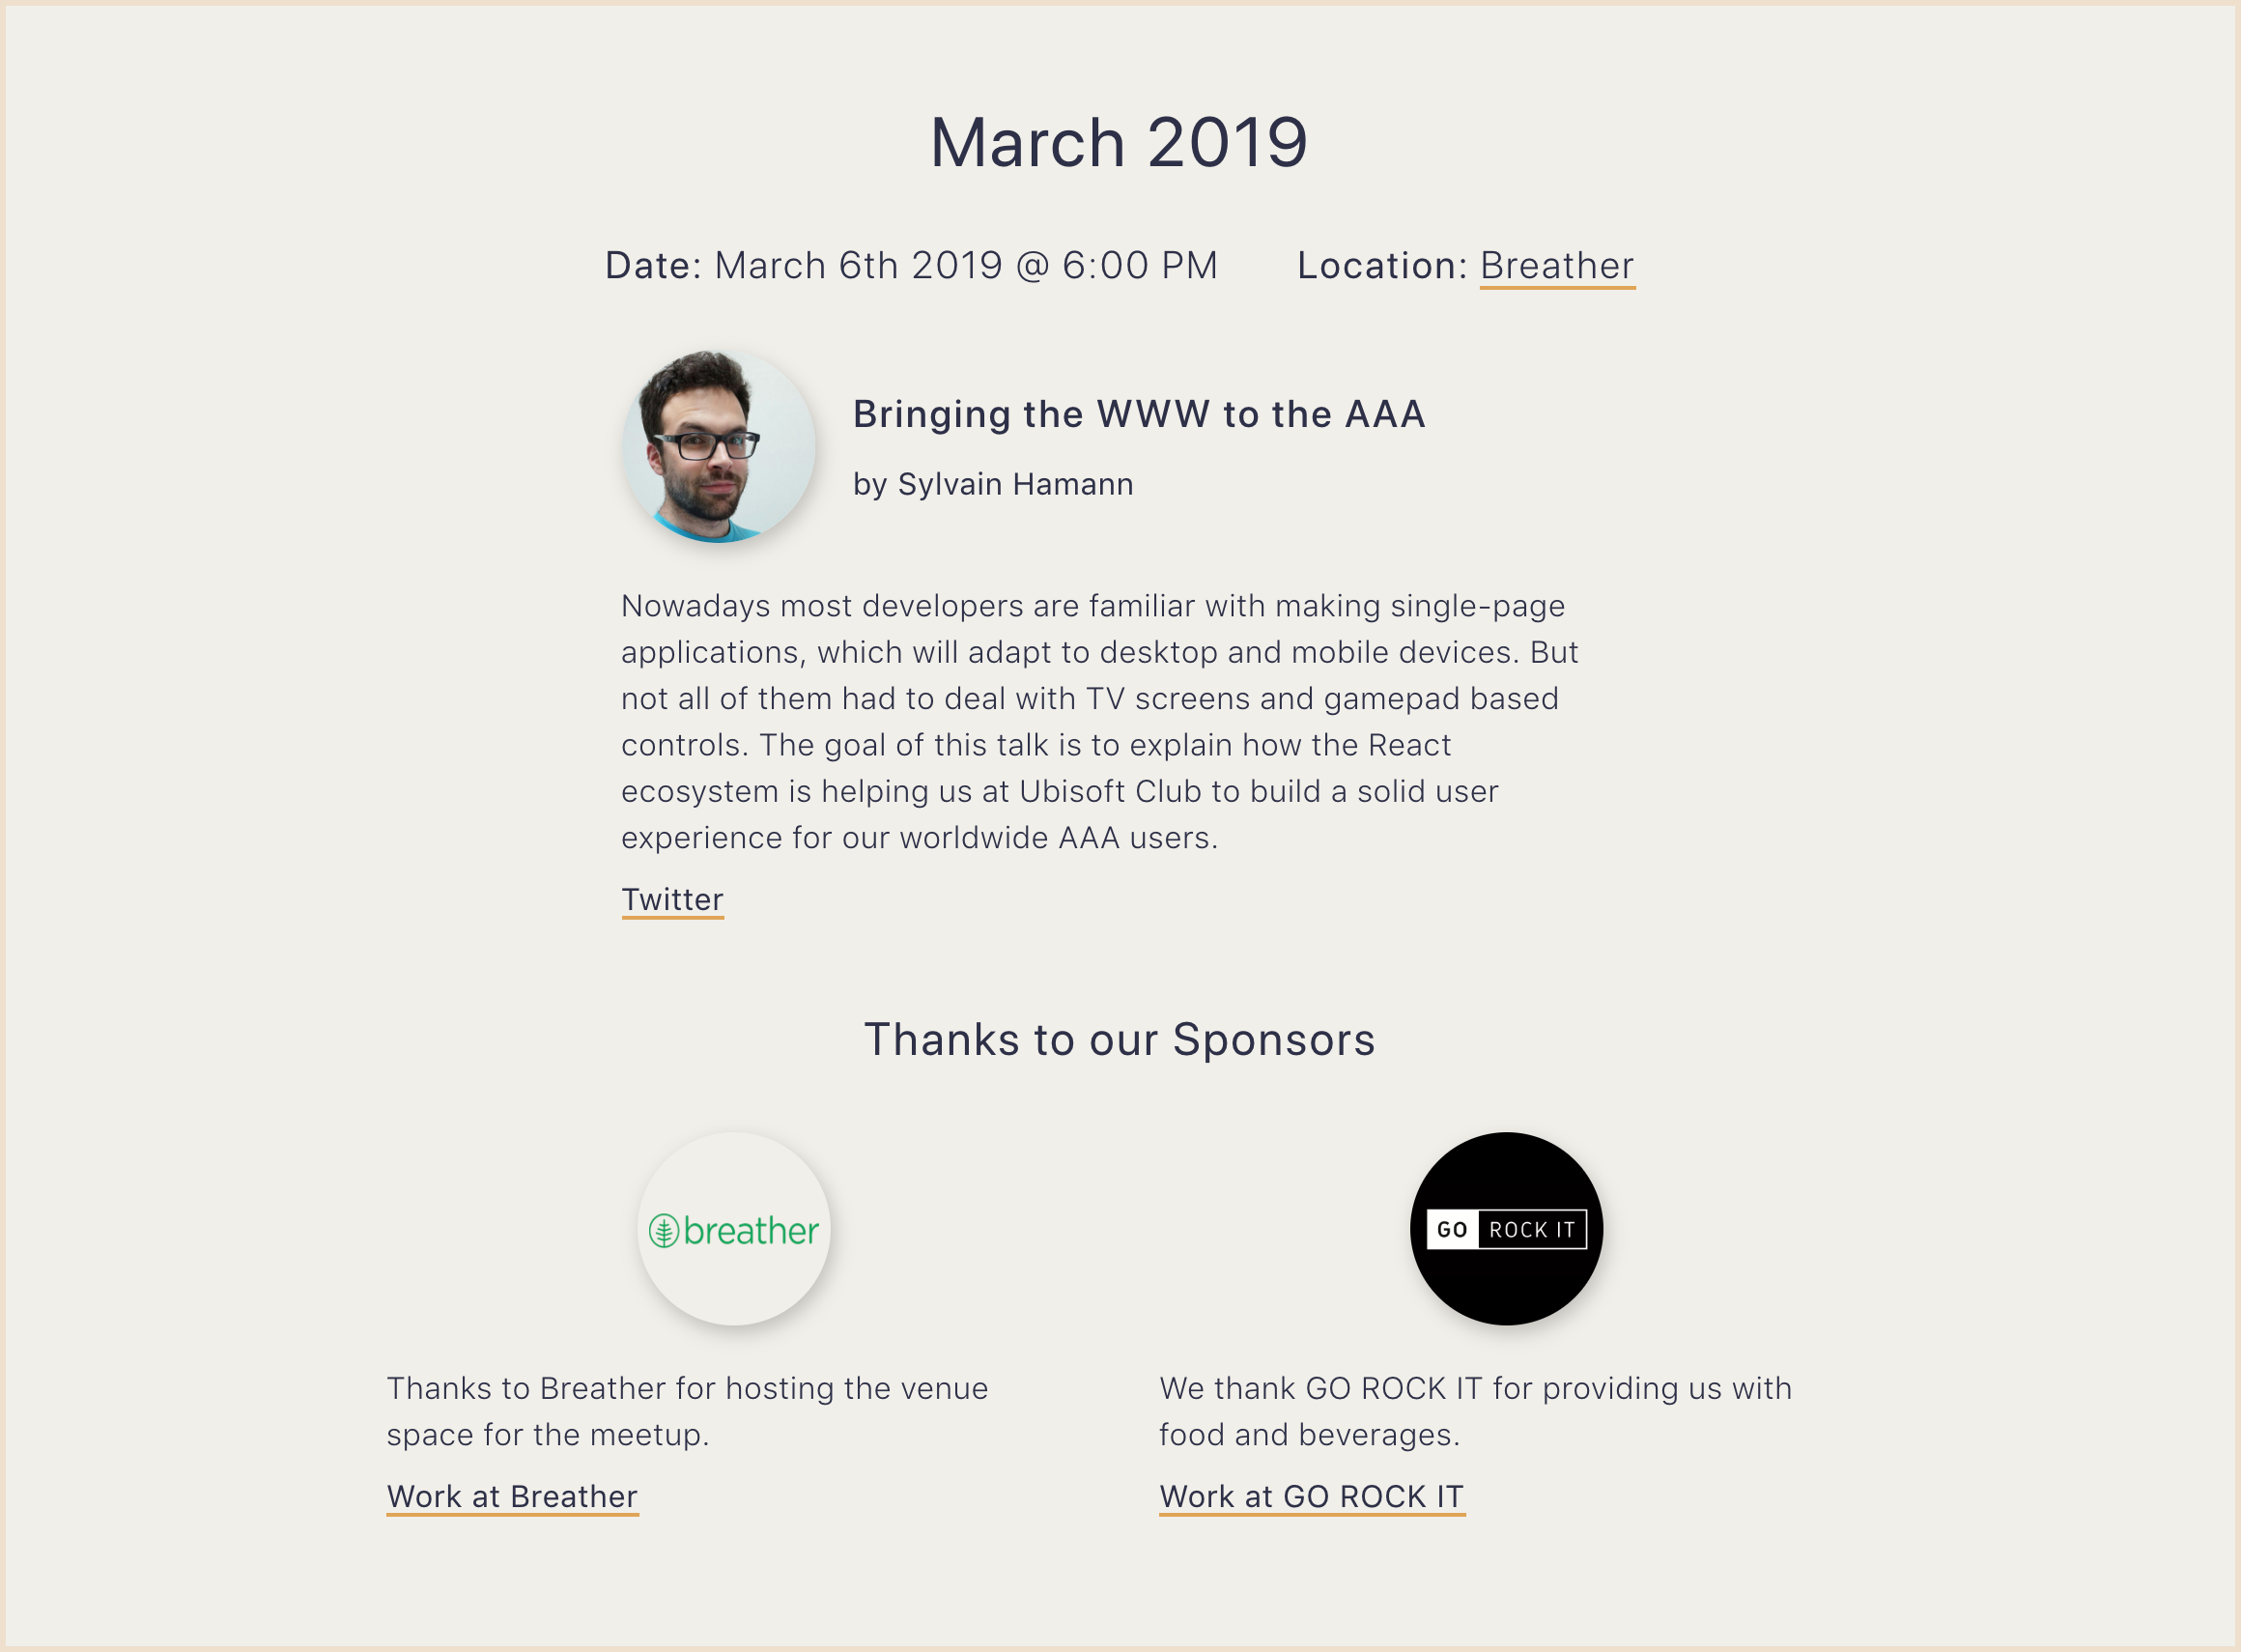 March 2019
Date: March 6th 2019 @ 6:00 PM Location: Breather
Bringing the WWW to the AAA
by Sylvain Hamann
Nowadays most developers are familiar with making single-page
applications, which will adapt to desktop and mobile devices. But
not all of them had to deal with TV screens and gamepad based
controls. The goal of this talk is to explain how the React
ecosystem is helping us at Ubisoft Club to build a solid user
experience for our worldwide AAA users.
Twitter
Thanks to our Sponsors
breather
GO ROCK IT
Thanks to Breather for hosting the venue
space for the meetup.
Work at Breather
We thank GO ROCK IT for providing us with
food and beverages.
Work at GO ROCK IT